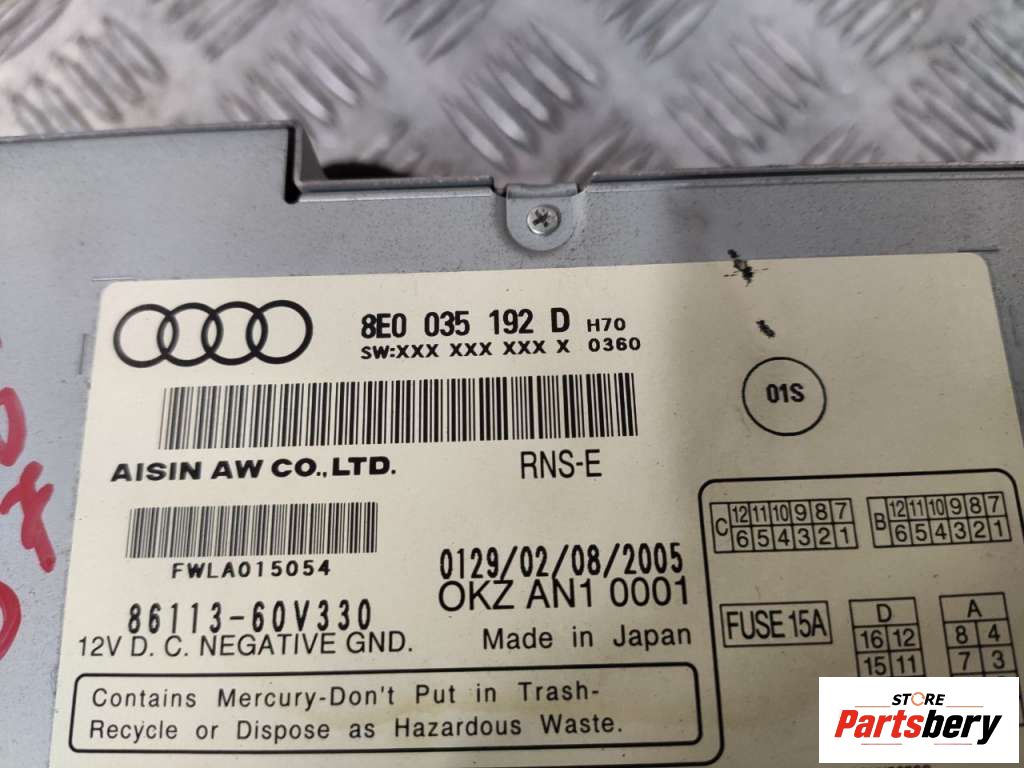 8E0 035 192 D H70
SW:XXX XXX XXX X 0360
01S
AISIN AW CO.,LTD. RNS-E
FWLA015054
0129/02/08/2005
86113-60V330
OKZ AN1 0001
12V D. C. NEGATIVE GND. Made in Japan
Contains Mercury-Don't Put in Trash-
Recycle or Dispose as Hazardous Waste.
C 12 11 10 9 8 7
6 5 4 3 2 1
B 12 11 10 9 8 7
6 5 4 3 2 1
FUSE 15A
D
16 12
15 11
A
8 4
7 3
STORE
Partsbery